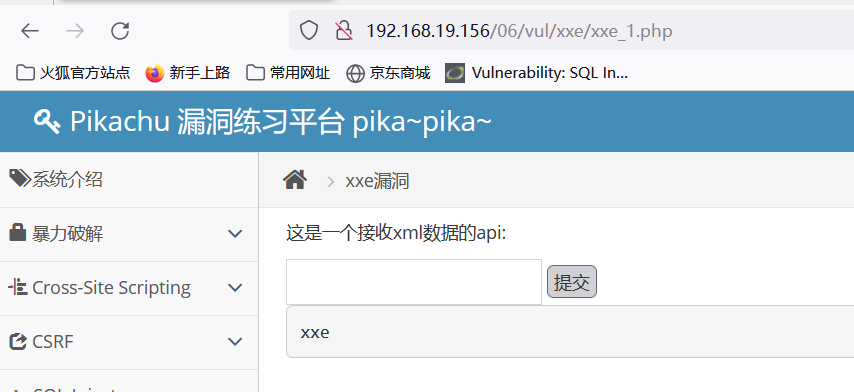 192.168.19.156/06/vul/xxe/xxe_1.php
火狐官方站点 新手上路 常用网址 京东商城 Vulnerability: SQL In...
Pikachu 漏洞练习平台 pika~pika~
系统介绍
xxe漏洞
暴力破解
这是一个接收xml数据的api:
提交
Cross-Site Scripting
xxe
CSRF